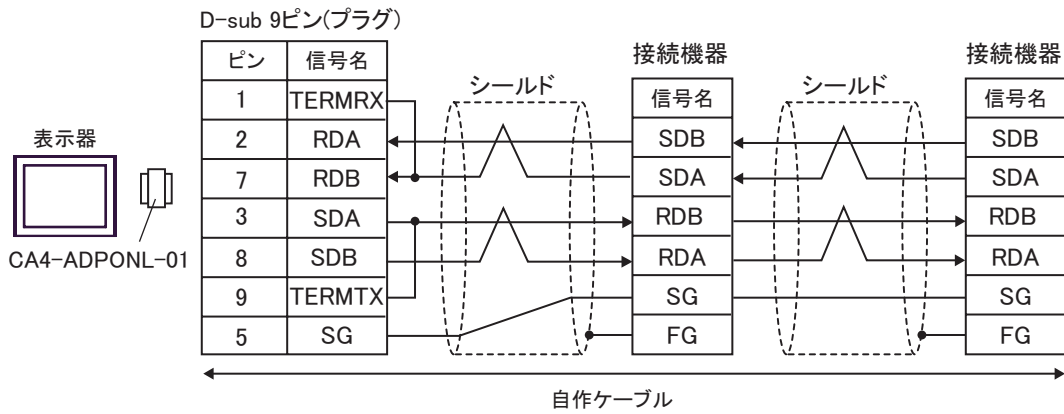 D-sub 9ピン(プラグ)
ピン 信号名
1 TERMRX
2 RDA
7 RDB
3 SDA
8 SDB
9 TERMTX
5 SG
表示器
CA4-ADPONL-01
シールド
接続機器
信号名
SDB
SDA
RDB
RDA
SG
FG
シールド
接続機器
信号名
SDB
SDA
RDB
RDA
SG
FG
自作ケーブル